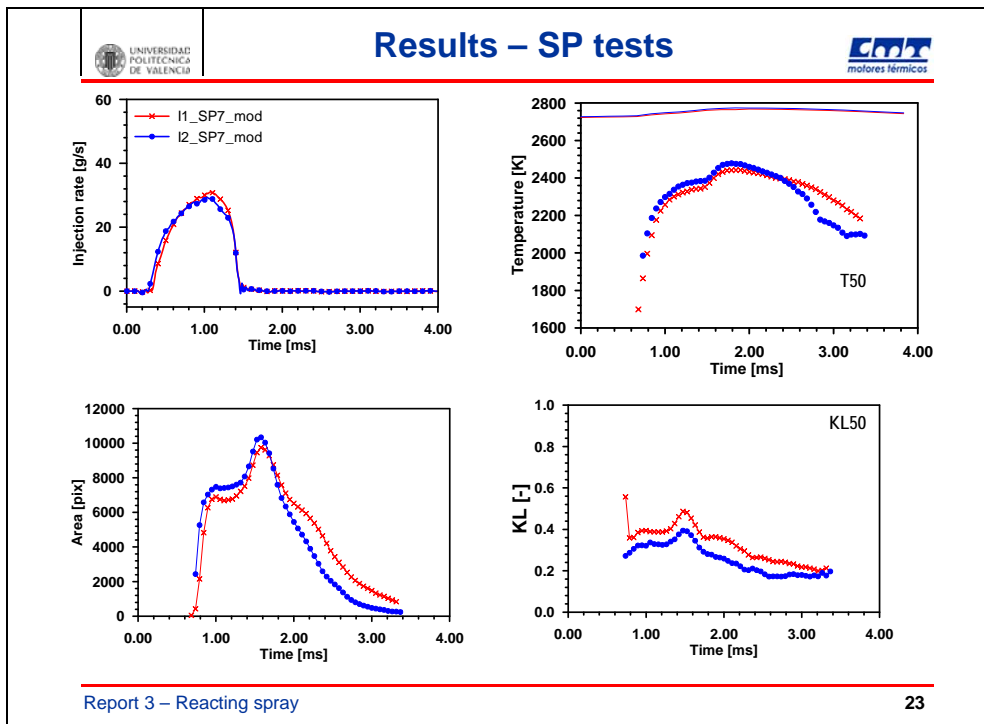 UNIVERSIDAD
POLITECNICA
DE VALENCIA
Results – SP tests
CMT
motores térmicos
60
40
20
0
Injection rate [g/s]
I1_SP7_mod
I2_SP7_mod
0.00 1.00 2.00 3.00 4.00
Time [ms]
2800
2600
2400
2200
2000
1800
1600
Temperature [K]
T50
0.00 1.00 2.00 3.00 4.00
Time [ms]
12000
10000
8000
6000
4000
2000
0
Area [pix]
0.00 1.00 2.00 3.00 4.00
Time [ms]
1.0
0.8
0.6
0.4
0.2
0.0
KL [-]
KL50
0.00 1.00 2.00 3.00 4.00
Time [ms]
Report 3 – Reacting spray
23